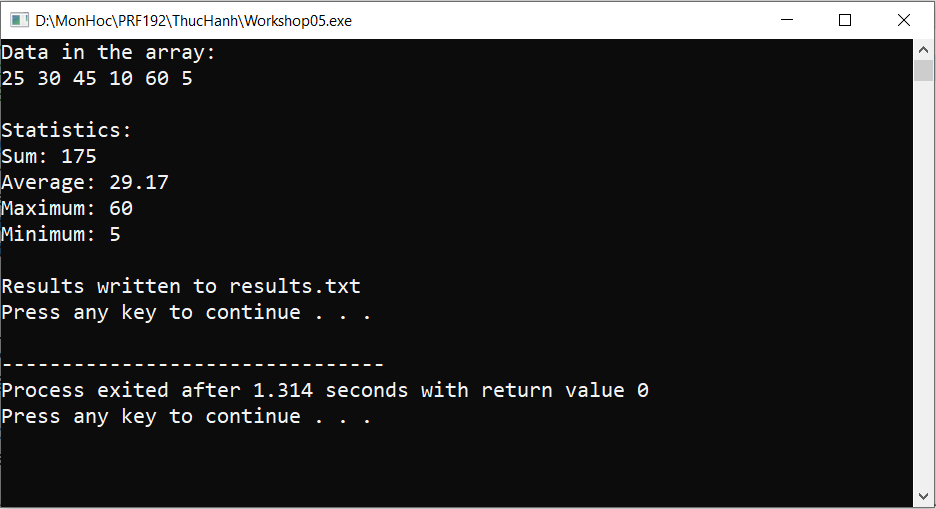 D:\MonHoc\PRF192\ThucHanh\Workshop05.exe
Data in the array:
25 30 45 10 60 5
Statistics:
Sum: 175
Average: 29.17
Maximum: 60
Minimum: 5
Results written to results.txt
Press any key to continue . . .
--------------------------------
Process exited after 1.314 seconds with return value 0
Press any key to continue . . .